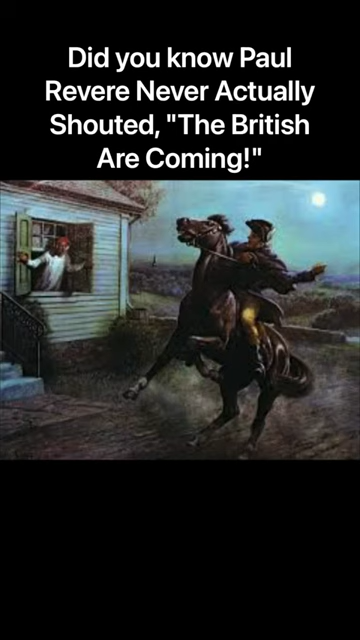 Did you know Paul
Revere Never Actually
Shouted, "The British
Are Coming!"